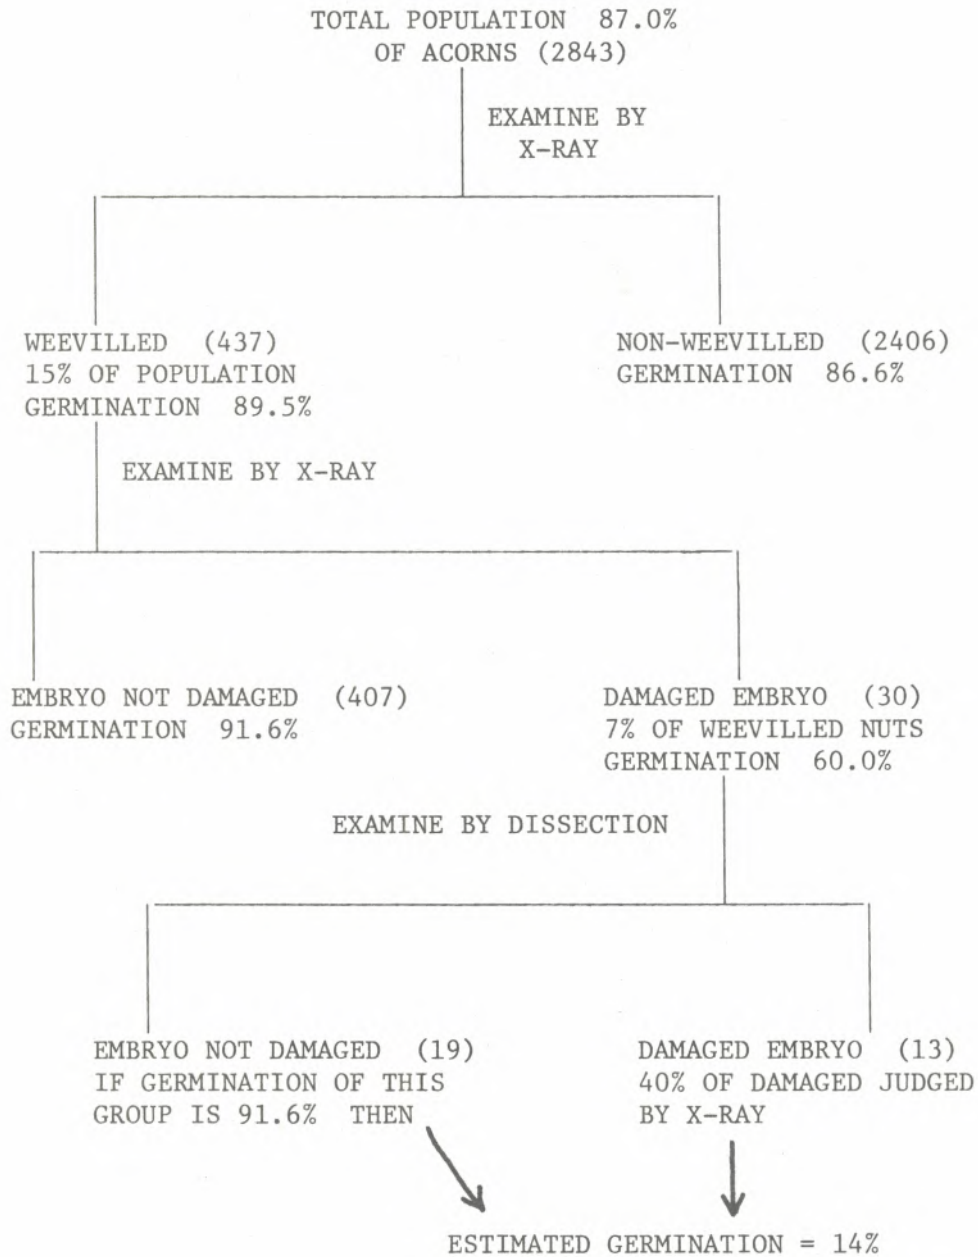 TOTAL POPULATION 87.0%
OF ACORNS (2843)
EXAMINE BY
X-RAY
WEEVILLED (437)
15% OF POPULATION
GERMINATION 89.5%
NON-WEEVILLED (2406)
GERMINATION 86.6%
EXAMINE BY X-RAY
EMBRYO NOT DAMAGED (407)
GERMINATION 91.6%
DAMAGED EMBRYO (30)
7% OF WEEVILLED NUTS
GERMINATION 60.0%
EXAMINE BY DISSECTION
EMBRYO NOT DAMAGED (19)
IF GERMINATION OF THIS
GROUP IS 91.6% THEN
DAMAGED EMBRYO (13)
40% OF DAMAGED JUDGED
BY X-RAY
ESTIMATED GERMINATION = 14%